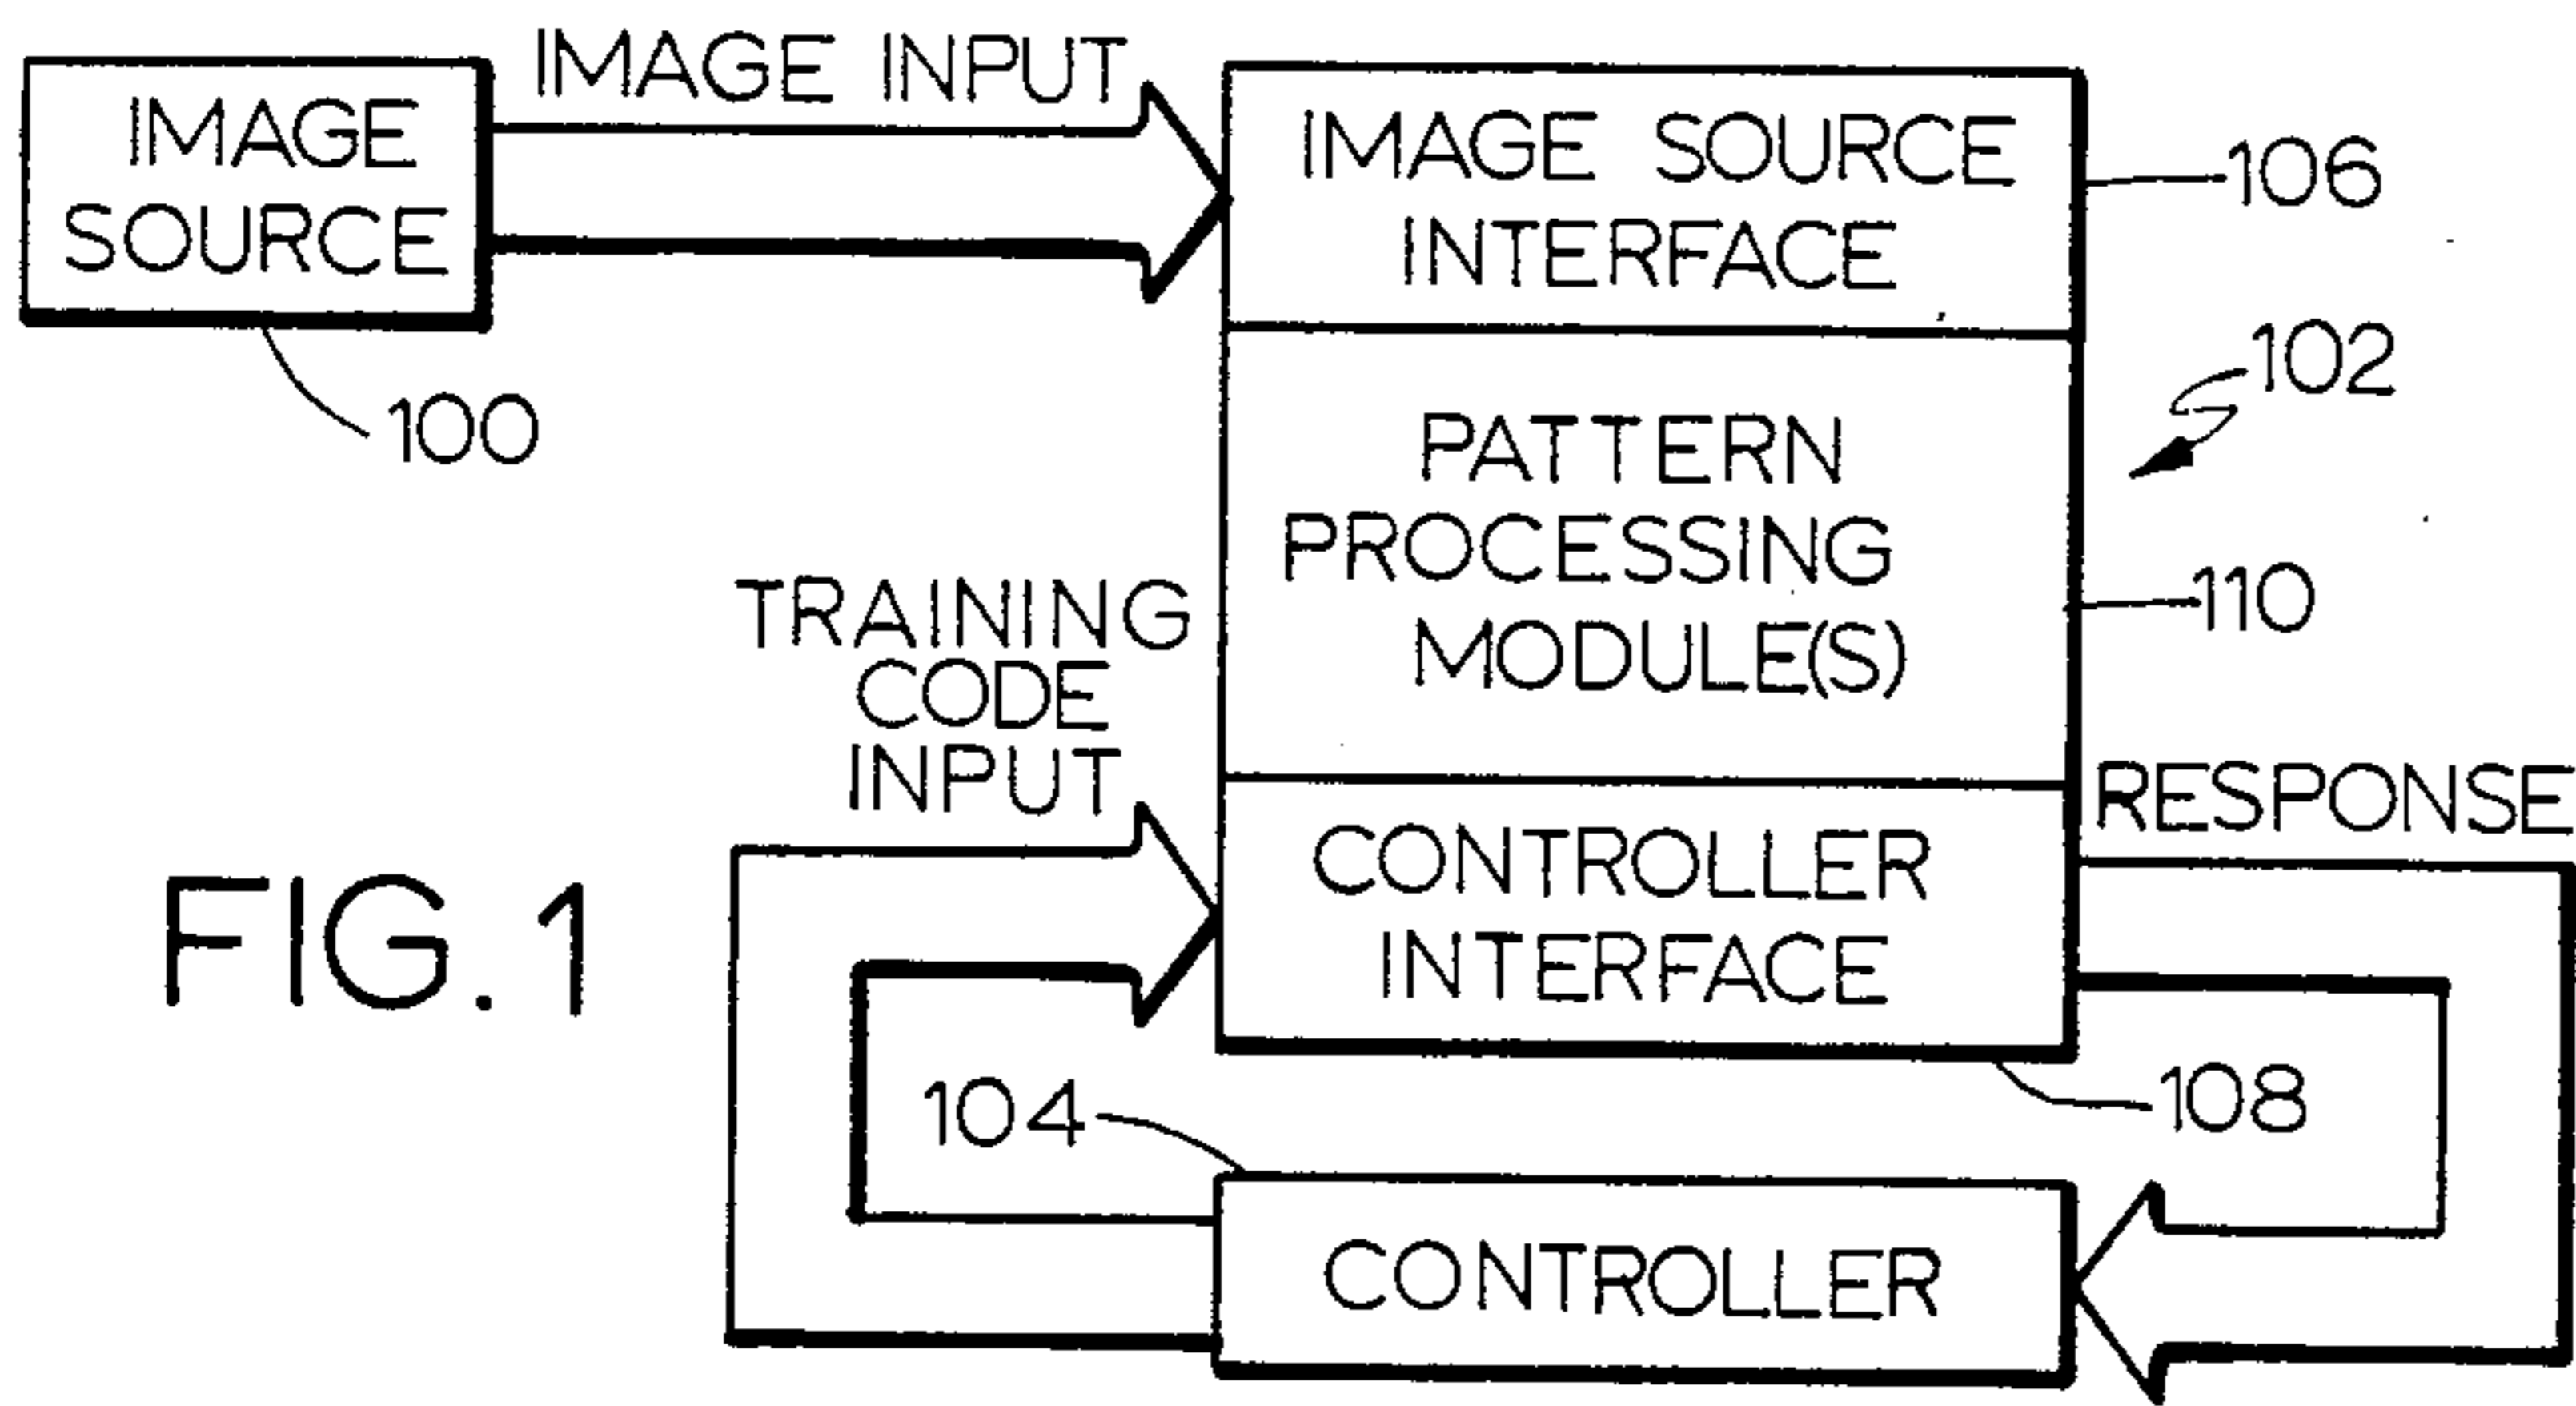 IMAGE INPUT
IMAGE
SOURCE
100
IMAGE SOURCE
INTERFACE
106
102
PATTERN
PROCESSING
MODULE(S)
110
TRAINING
CODE
INPUT
RESPONSE
CONTROLLER
INTERFACE
108
FIG.1
104
CONTROLLER